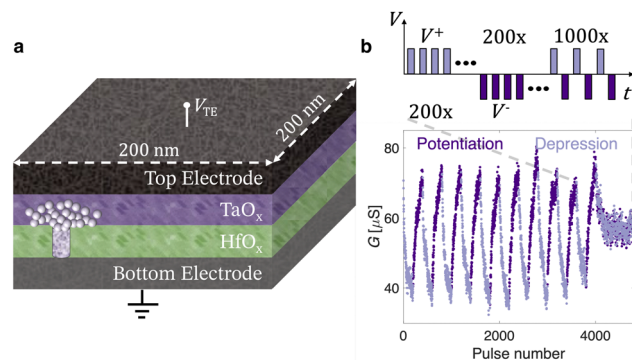 a
V_TE
200 nm
200 nm
Top Electrode
TaO_x
HfO_x
Bottom Electrode
b
V
V⁺
200x
1000x
•••
•••
V⁻
t
200x
Potentiation
Depression
G [μS]
80
60
40
0
2000
4000
Pulse number